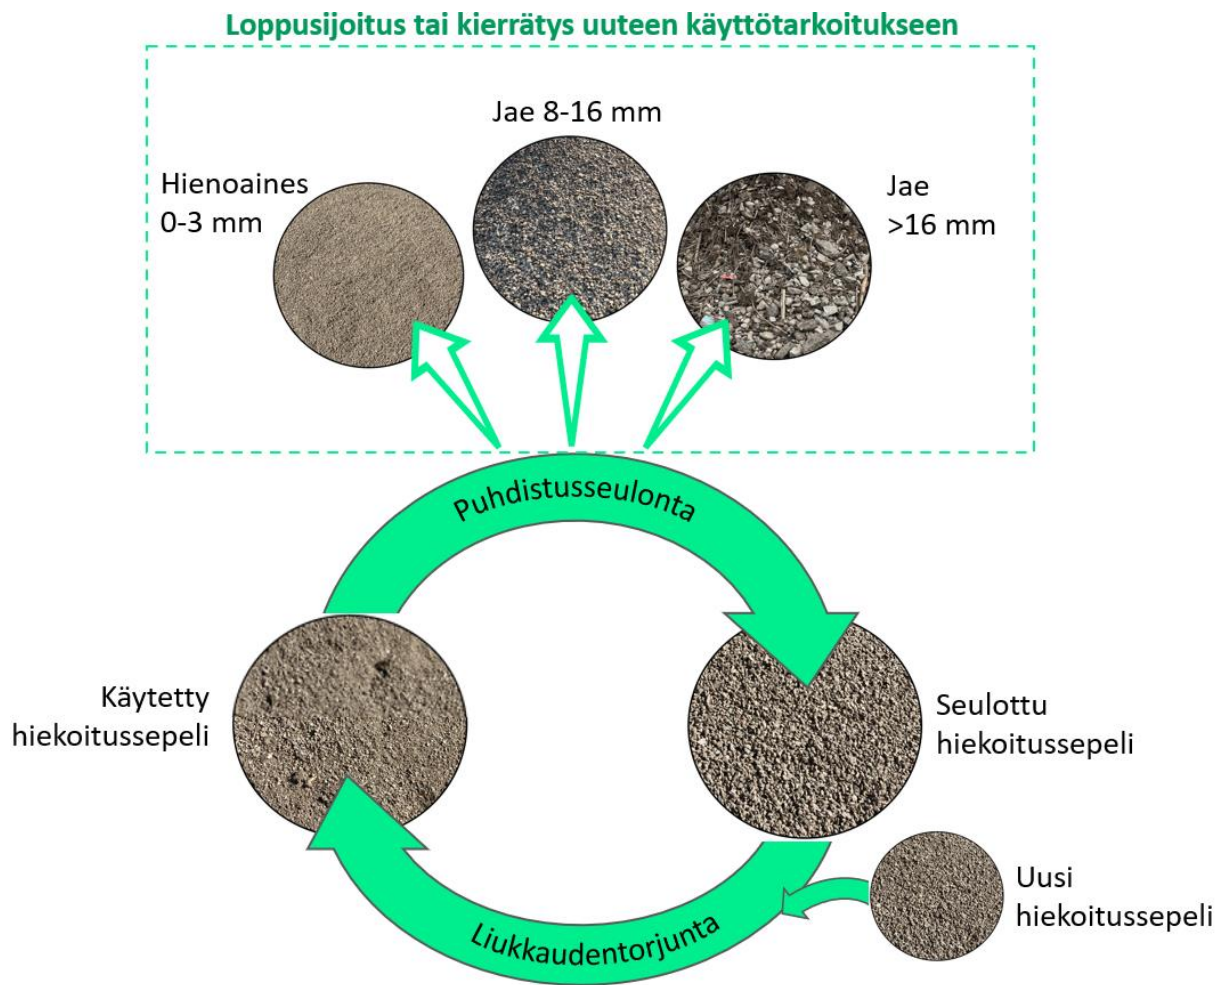 Loppusijoitus tai kierrätys uuteen käyttötarkoitukseen
Jae 8-16 mm
Hienoaines
0-3 mm
Jae
>16 mm
Puhdistusseulonta
Käytetty
hiekoitussepeli
Seulottu
hiekoitussepeli
Uusi
hiekoitussepeli
Liukkaudentorjunta